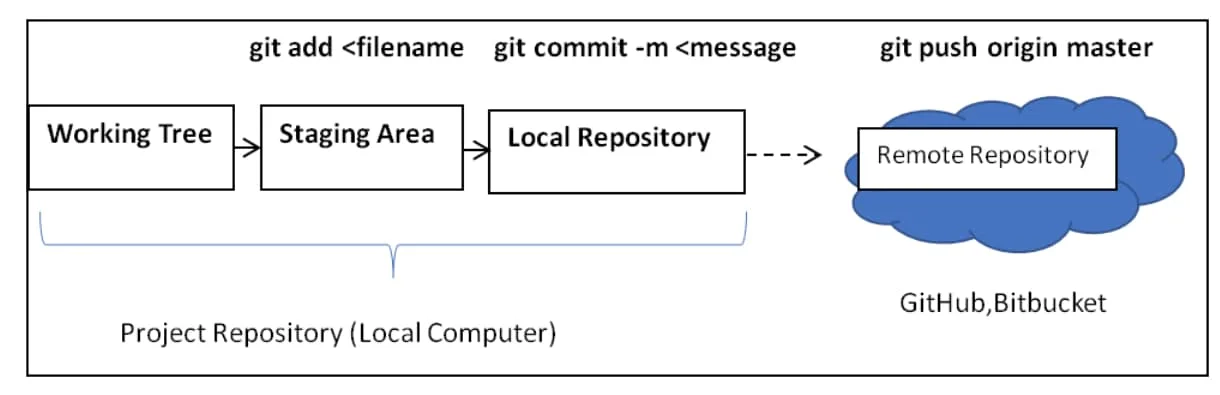 git add <filename git commit -m <message git push origin master
Working Tree Staging Area Local Repository Remote Repository
GitHub,Bitbucket
Project Repository (Local Computer)